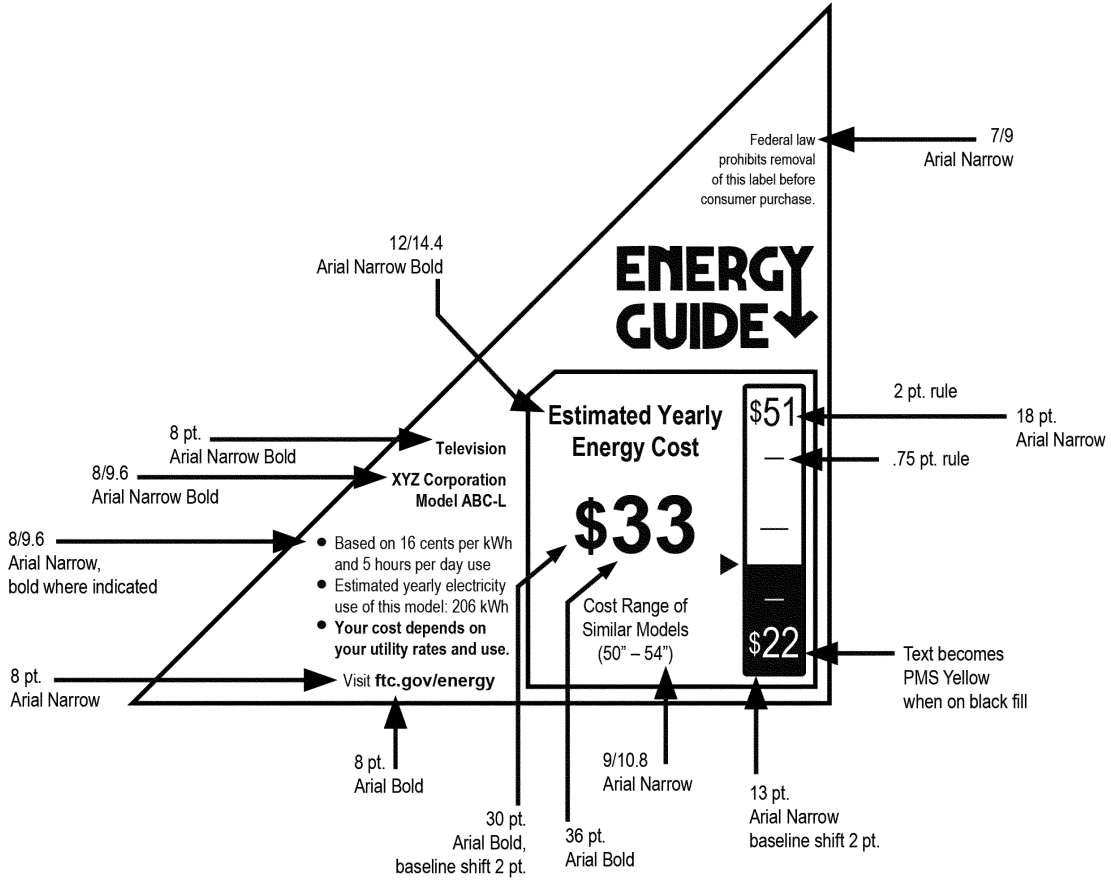 Federal law
prohibits removal
of this label before
consumer purchase.
7/9
Arial Narrow
12/14.4
Arial Narrow Bold
ENERGY
GUIDE
Estimated Yearly
Energy Cost
$51
2 pt. rule
18 pt.
Arial Narrow
.75 pt. rule
8 pt.
Arial Narrow Bold
Television
8/9.6
Arial Narrow Bold
XYZ Corporation
Model ABC-L
$33
8/9.6
Arial Narrow,
bold where indicated
• Based on 16 cents per kWh
and 5 hours per day use
• Estimated yearly electricity
use of this model: 206 kWh
• Your cost depends on
your utility rates and use.
Cost Range of
Similar Models
(50” – 54”)
$22
Text becomes
PMS Yellow
when on black fill
8 pt.
Arial Narrow
Visit ftc.gov/energy
8 pt.
Arial Bold
9/10.8
Arial Narrow
13 pt.
Arial Narrow
baseline shift 2 pt.
30 pt.
Arial Bold,
baseline shift 2 pt.
36 pt.
Arial Bold